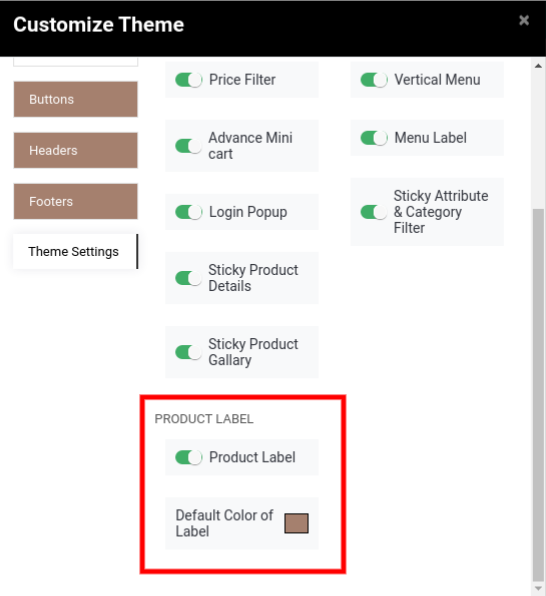 Customize Theme
×
Buttons
Headers
Footers
Theme Settings
Price Filter
Vertical Menu
Advance Mini
cart
Menu Label
Login Popup
Sticky Attribute
& Category
Filter
Sticky Product
Details
Sticky Product
Gallary
PRODUCT LABEL
Product Label
Default Color of
Label